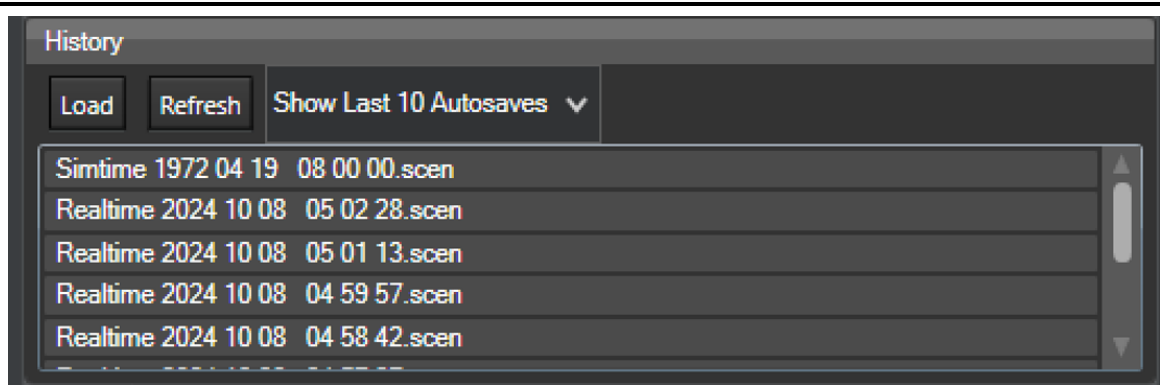 History
Load Refresh Show Last 10 Autosaves
Simtime 1972 04 19 08 00 00.scen
Realtime 2024 10 08 05 02 28.scen
Realtime 2024 10 08 05 01 13.scen
Realtime 2024 10 08 04 59 57.scen
Realtime 2024 10 08 04 58 42.scen